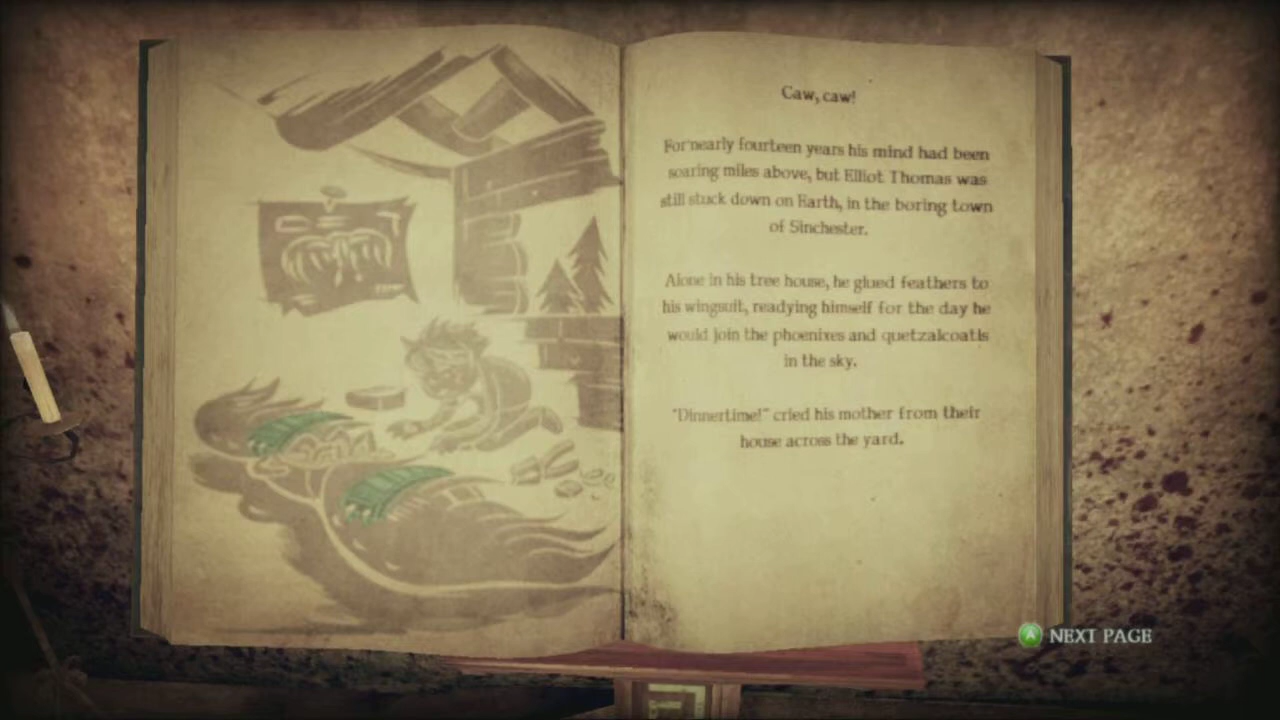 Caw, caw!
For nearly fourteen years his mind had been
soaring miles above, but Elliot Thomas was
still stuck down on Earth, in the boring town
of Sinchester.
Alone in his tree house, he glued feathers to
his wingsuit, readying himself for the day he
would join the phoenixes and quetzalcoatls
in the sky.
"Dinnertime!" cried his mother from their
house across the yard.
A NEXT PAGE